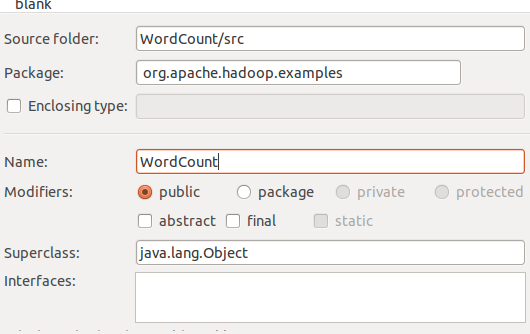 blank
Source folder: WordCount/src
Package: org.apache.hadoop.examples
Enclosing type:
Name: WordCount
Modifiers: public package private protected
abstract final static
Superclass: java.lang.Object
Interfaces: